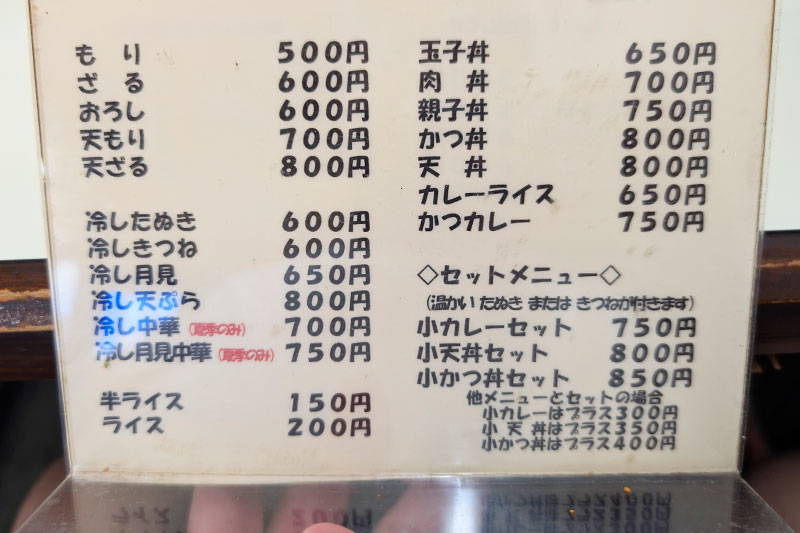 もり 500円
ざる 600円
おろし 600円
天もり 700円
天ざる 800円
冷したぬき 600円
冷しきつね 600円
冷し月見 650円
冷し天ぷら 800円
冷し中華（夏季のみ） 700円
冷し月見中華（夏季のみ） 750円
半ライス 150円
ライス 200円
玉子丼 650円
肉丼 700円
親子丼 750円
かつ丼 800円
天丼 800円
カレーライス 650円
かつカレー 750円
◇セットメニュー◇
（温かい たぬき または きつねが付きます）
小カレーセット 750円
小天丼セット 800円
小かつ丼セット 850円
他メニューとセットの場合
小カレーはプラス300円
小天丼はプラス350円
小かつ丼はプラス400円